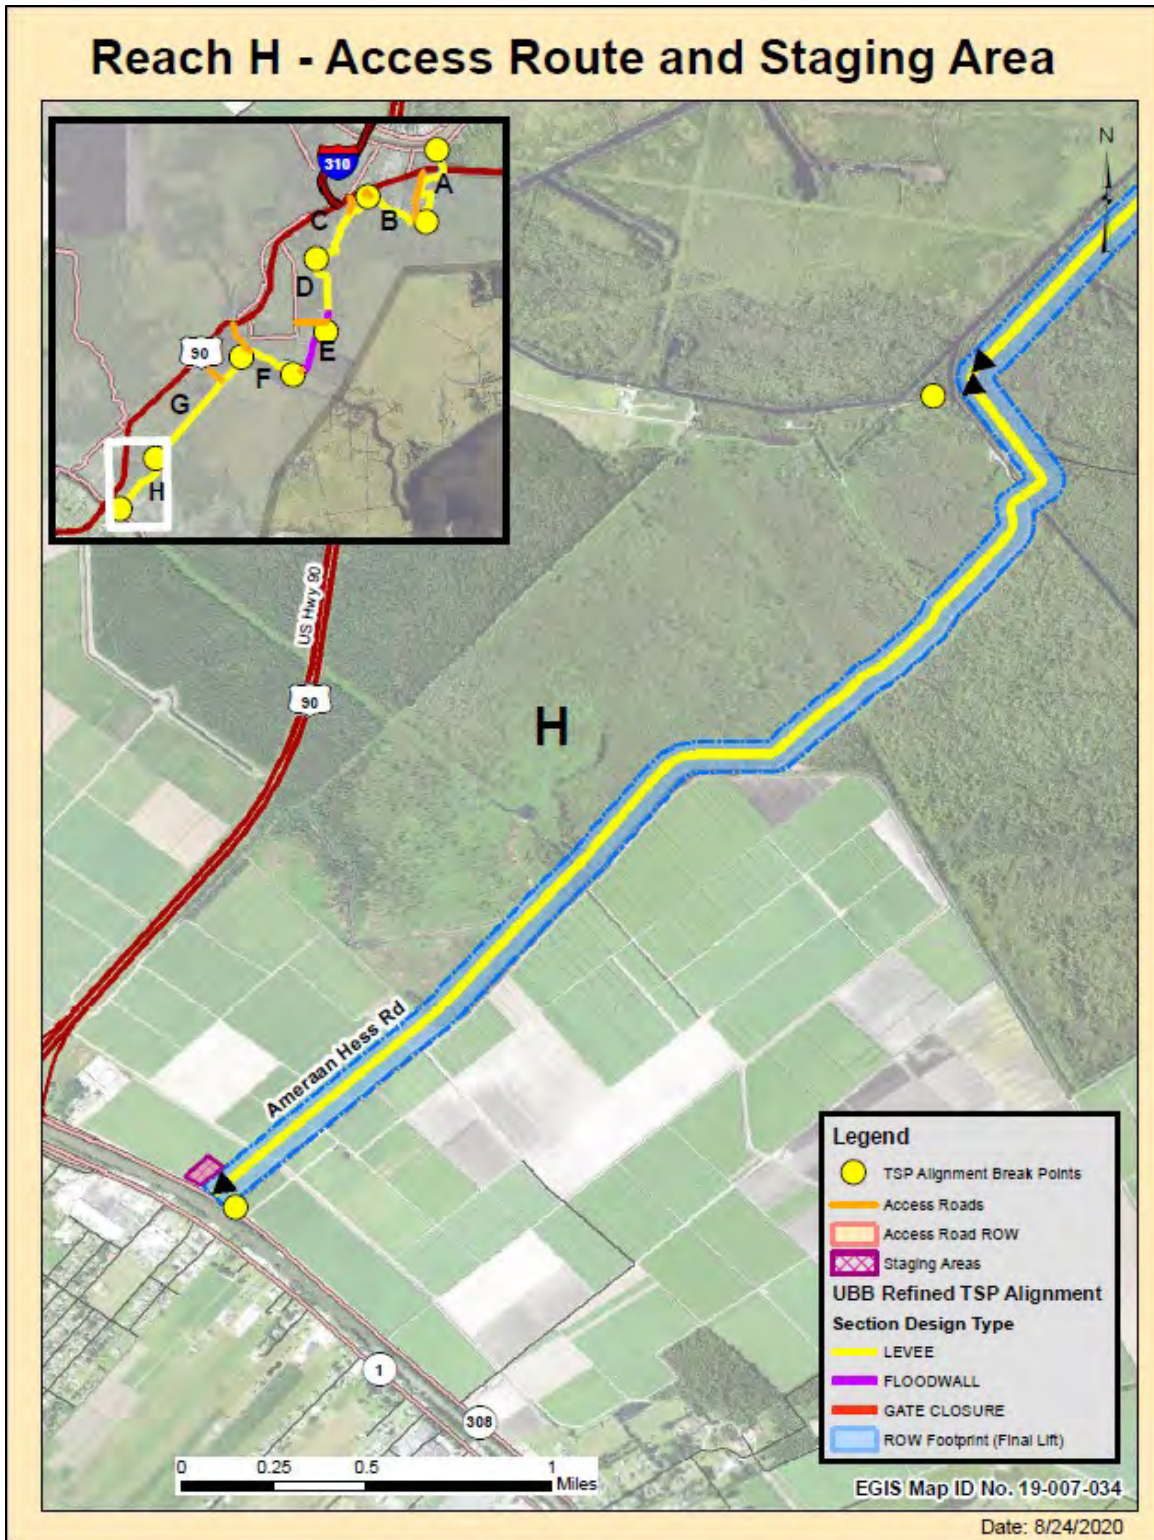 Reach H - Access Route and Staging Area
N
310
A
B
C
D
E
90
F
G
H
US Hwy 90
90
H
Ameraan Hess Rd
1
308
Legend
TSP Alignment Break Points
Access Roads
Access Road ROW
Staging Areas
UBB Refined TSP Alignment
Section Design Type
LEVEE
FLOODWALL
GATE CLOSURE
ROW Footprint (Final Lift)
0 0.25 0.5 1
Miles
EGIS Map ID No. 19-007-034
Date: 8/24/2020